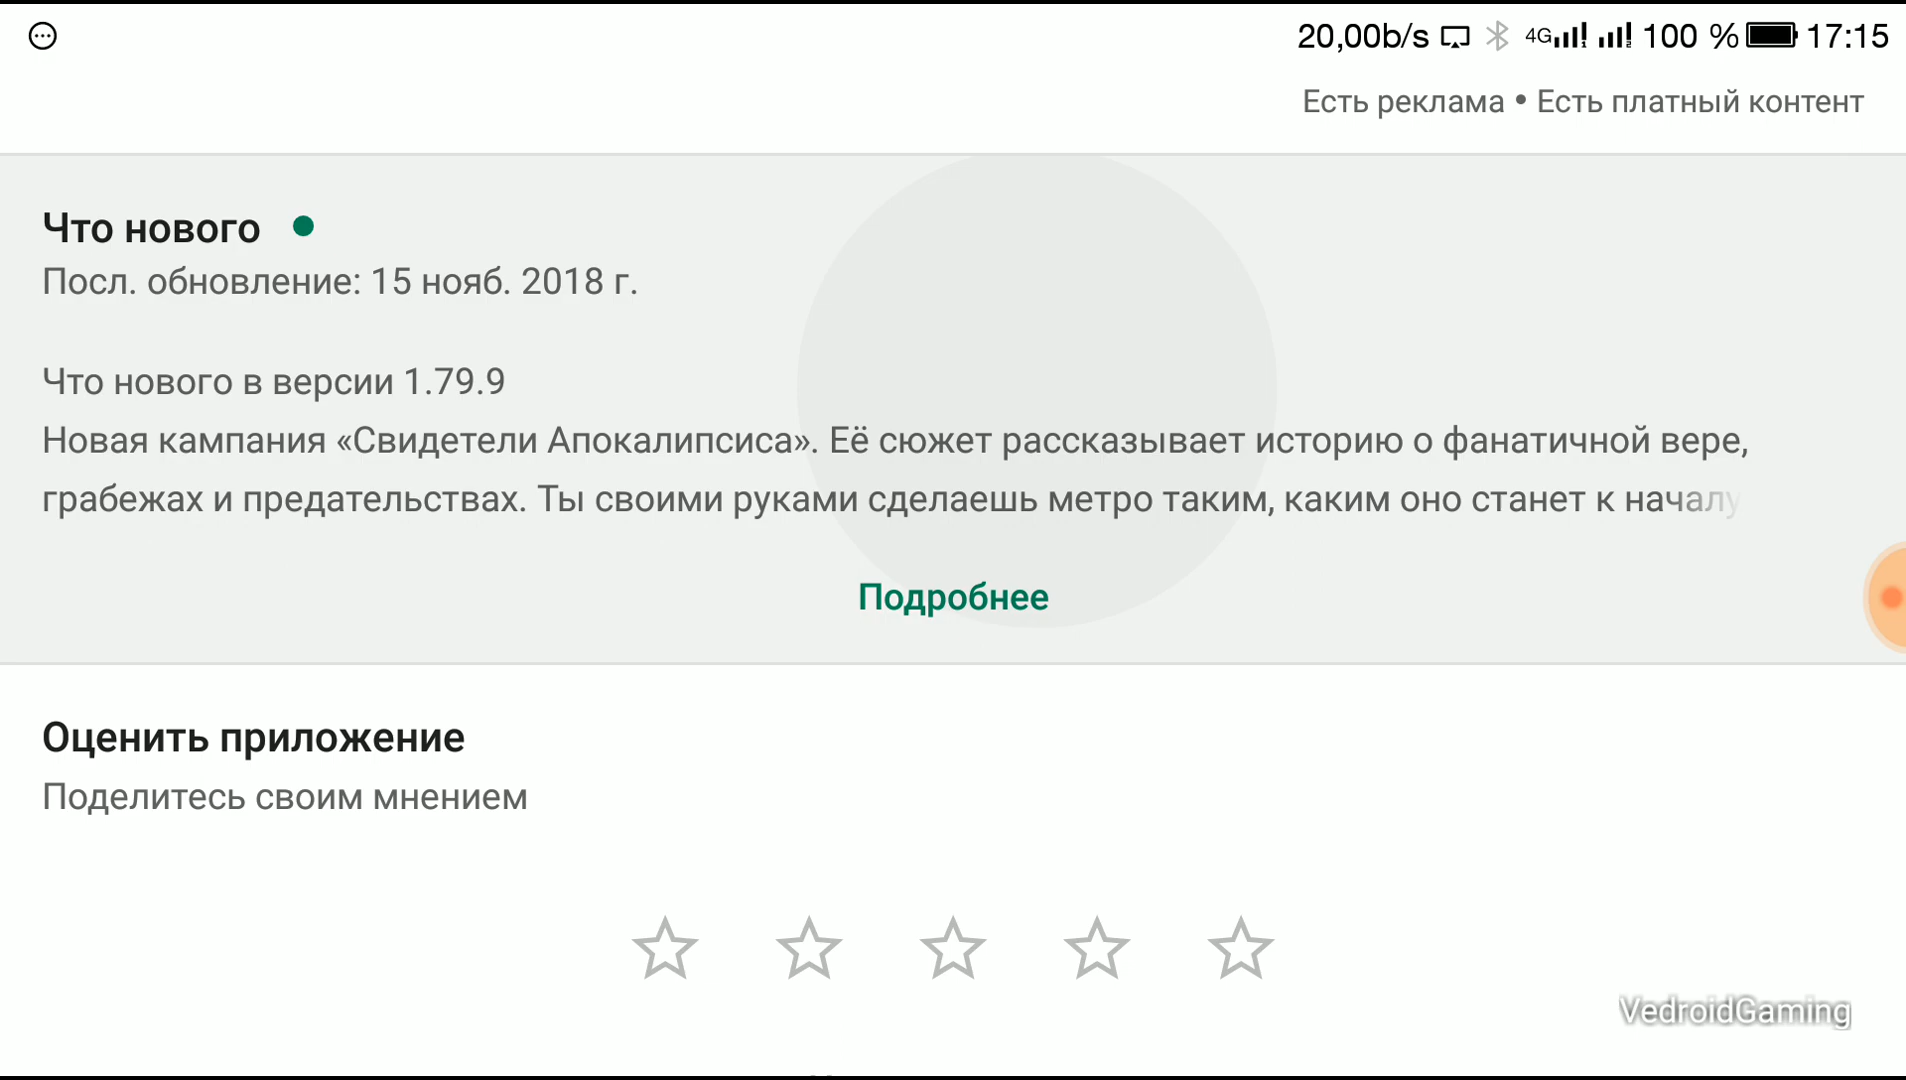 20,00b/s 4G 100 % 17:15
Есть реклама • Есть платный контент
Что нового
Посл. обновление: 15 нояб. 2018 г.
Что нового в версии 1.79.9
Новая кампания «Свидетели Апокалипсиса». Её сюжет рассказывает историю о фанатичной вере,
грабежах и предательствах. Ты своими руками сделаешь метро таким, каким оно станет к началу
Подробнее
Оценить приложение
Поделитесь своим мнением
VedroidGaming